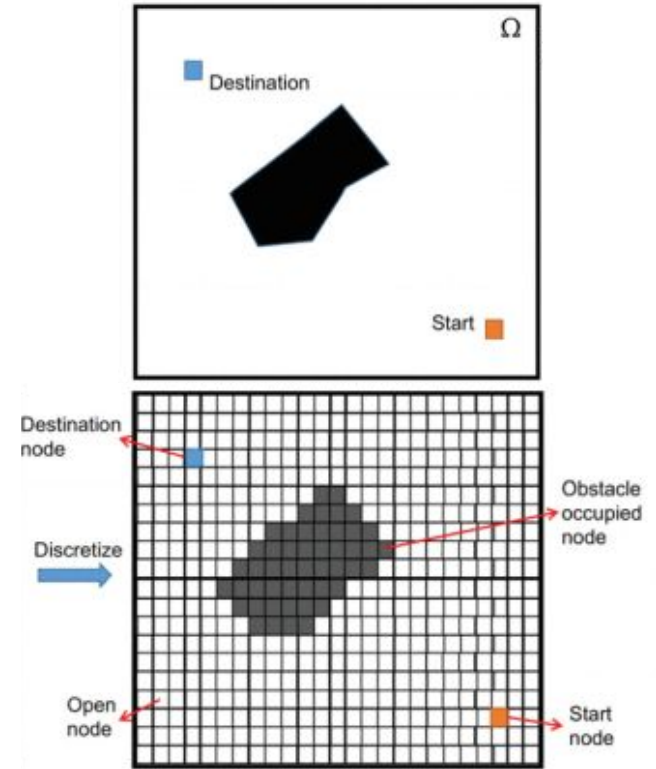 Ω
Destination
Start
Destination
node
Obstacle
occupied
node
Discretize
Open
node
Start
node